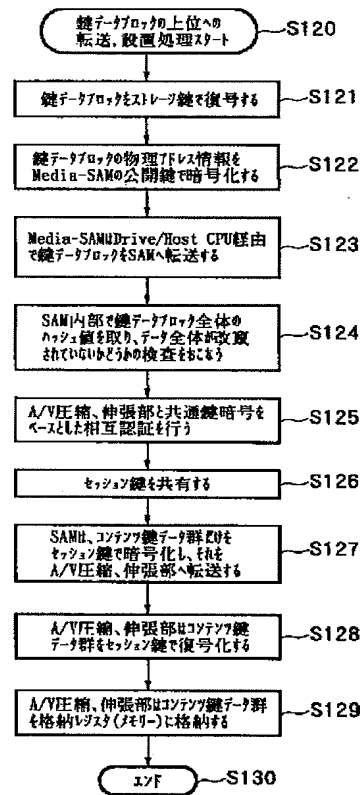 鍵データブロックの上位への
転送,設置処理スタート
S120
鍵データブロックをストレージ鍵で復号する
S121
鍵データブロックの物理アドレス情報を
Media-SAMの公開鍵で暗号化する
S122
Media-SAMはDrive/Host CPU経由
で鍵データブロックをSAMへ転送する
S123
SAM内部で鍵データブロック全体の
ハッシュ値を取り、データ全体が改竄
されていないかどうかの検査をおこなう
S124
A/V圧縮、伸張部と共通鍵暗号を
ベースとした相互認証を行う
S125
セッション鍵を共有する
S126
SAMは、コンテンツ鍵データ群だけを
セッション鍵で暗号化し、それを
A/V圧縮、伸張部へ転送する
S127
A/V圧縮、伸張部はコンテンツ鍵
データ群をセッション鍵で復号化する
S128
A/V圧縮、伸張部はコンテンツ鍵データ群
を格納レジスタ(メモリー)に格納する
S129
エンド
S130